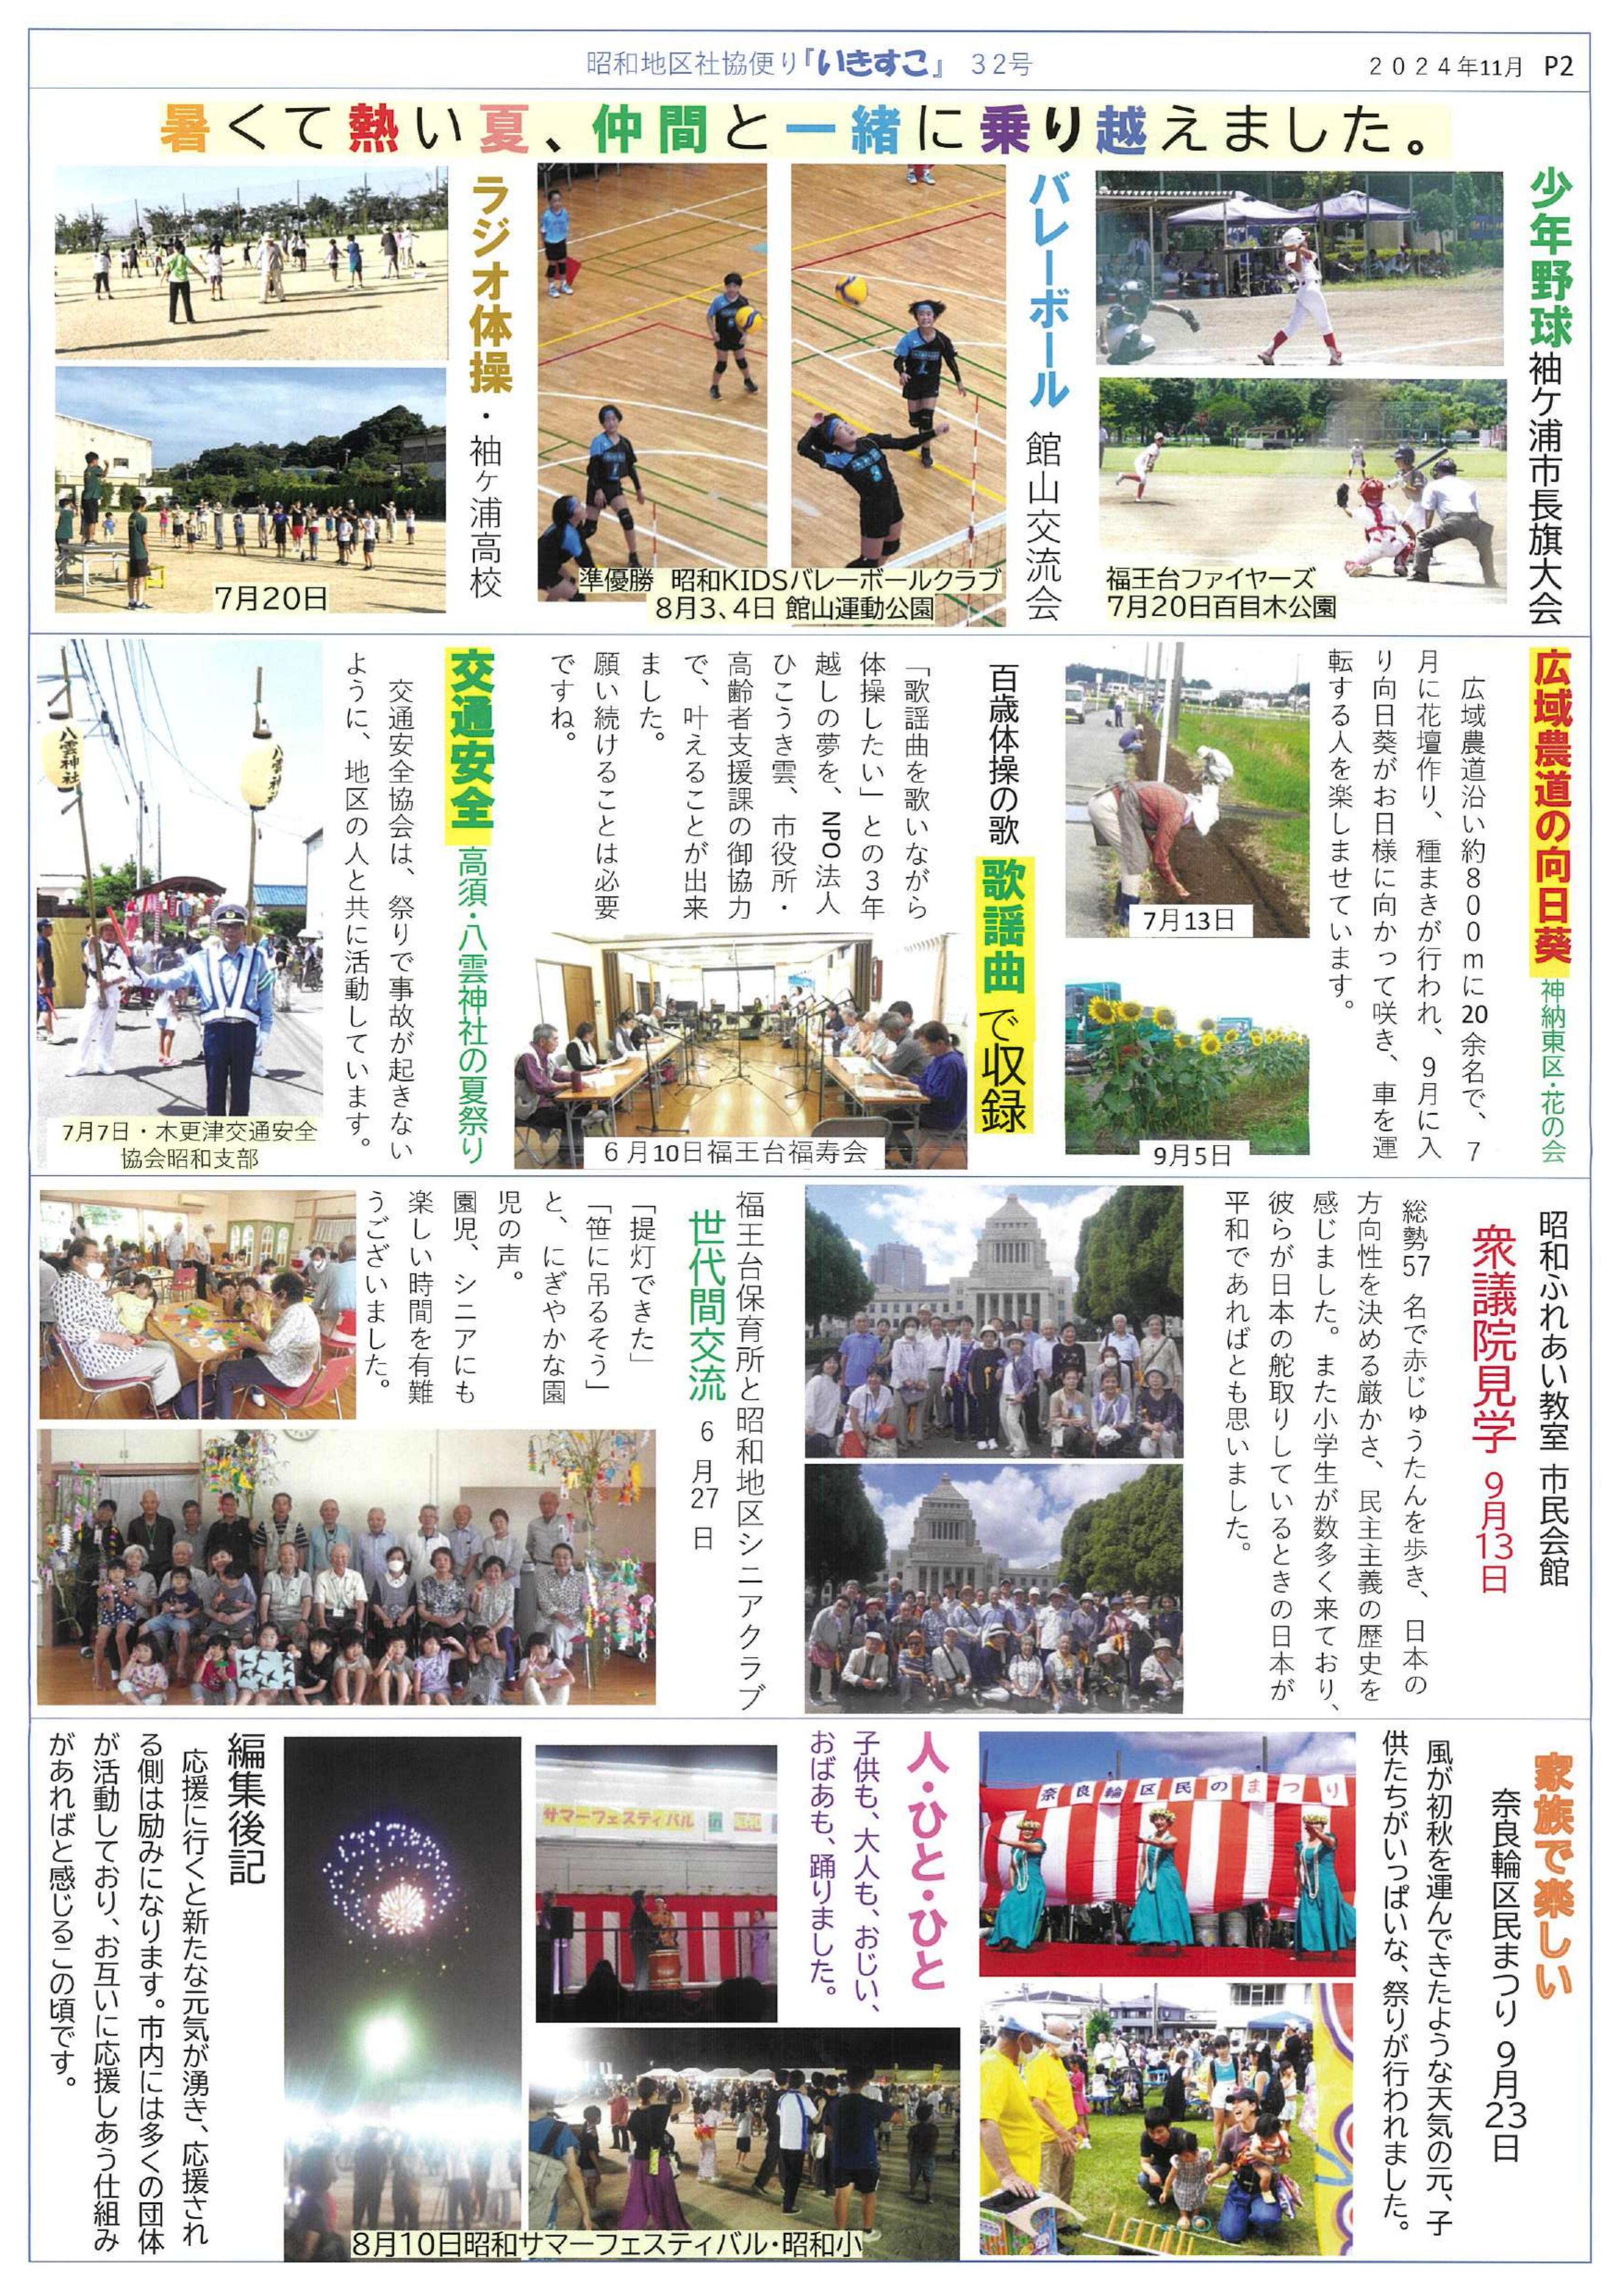 昭和地区社協便り『いきすこ』 32号
2024年11月 P2
暑くて熱い夏、仲間と一緒に乗り越えました。
少年野球 袖ケ浦市長旗大会
福王台ファイヤーズ
7月20日百目木公園
バレーボール 館山交流会
準優勝 昭和KIDSバレーボールクラブ
8月3、4日 館山運動公園
ラジオ体操・袖ケ浦高校
7月20日
広域農道の向日葵 神納東区・花の会
広域農道沿い約800mに20余名で、7
月に花壇作り、種まきが行われ、9月に入
り向日葵がお日様に向かって咲き、車を運
転する人を楽しませています。
7月13日
9月5日
百歳体操の歌 歌謡曲で収録
「歌謡曲を歌いながら
体操したい」との3年
越しの夢を、NPO法人
ひこうき雲、市役所・
高齢者支援課の御協力
で、叶えることが出来
ました。
願い続けることは必要
ですね。
6月10日福王台福寿会
交通安全 高須・八雲神社の夏祭り
交通安全協会は、祭りで事故が起きない
ように、地区の人と共に活動しています。
八雲神社
八雲神社
7月7日・木更津交通安全
協会昭和支部
昭和ふれあい教室 市民会館
衆議院見学 9月13日
総勢57名で赤じゅうたんを歩き、日本の
方向性を決める厳かさ、民主主義の歴史を
感じました。また小学生が数多く来ており、
彼らが日本の舵取りしているときの日本が
平和であればとも思いました。
福王台保育所と昭和地区シニアクラブ
世代間交流 6月27日
「提灯できた」
「笹に吊るそう」
と、にぎやかな園
児の声。
園児、シニアにも
楽しい時間を有難
うございました。
家族で楽しい
奈良輪区民まつり 9月23日
風が初秋を運んできたような天気の元、子
供たちがいっぱいな、祭りが行われました。
奈良輪区民のまつり
人・ひと・ひと
子供も、大人も、おじい、
おばあも、踊りました。
サマーフェスティバル in 昭和
8月10日昭和サマーフェスティバル・昭和小
編集後記
応援に行くと新たな元気が湧き、応援され
る側は励みになります。市内には多くの団体
が活動しており、お互いに応援しあう仕組み
があればと感じるこの頃です。